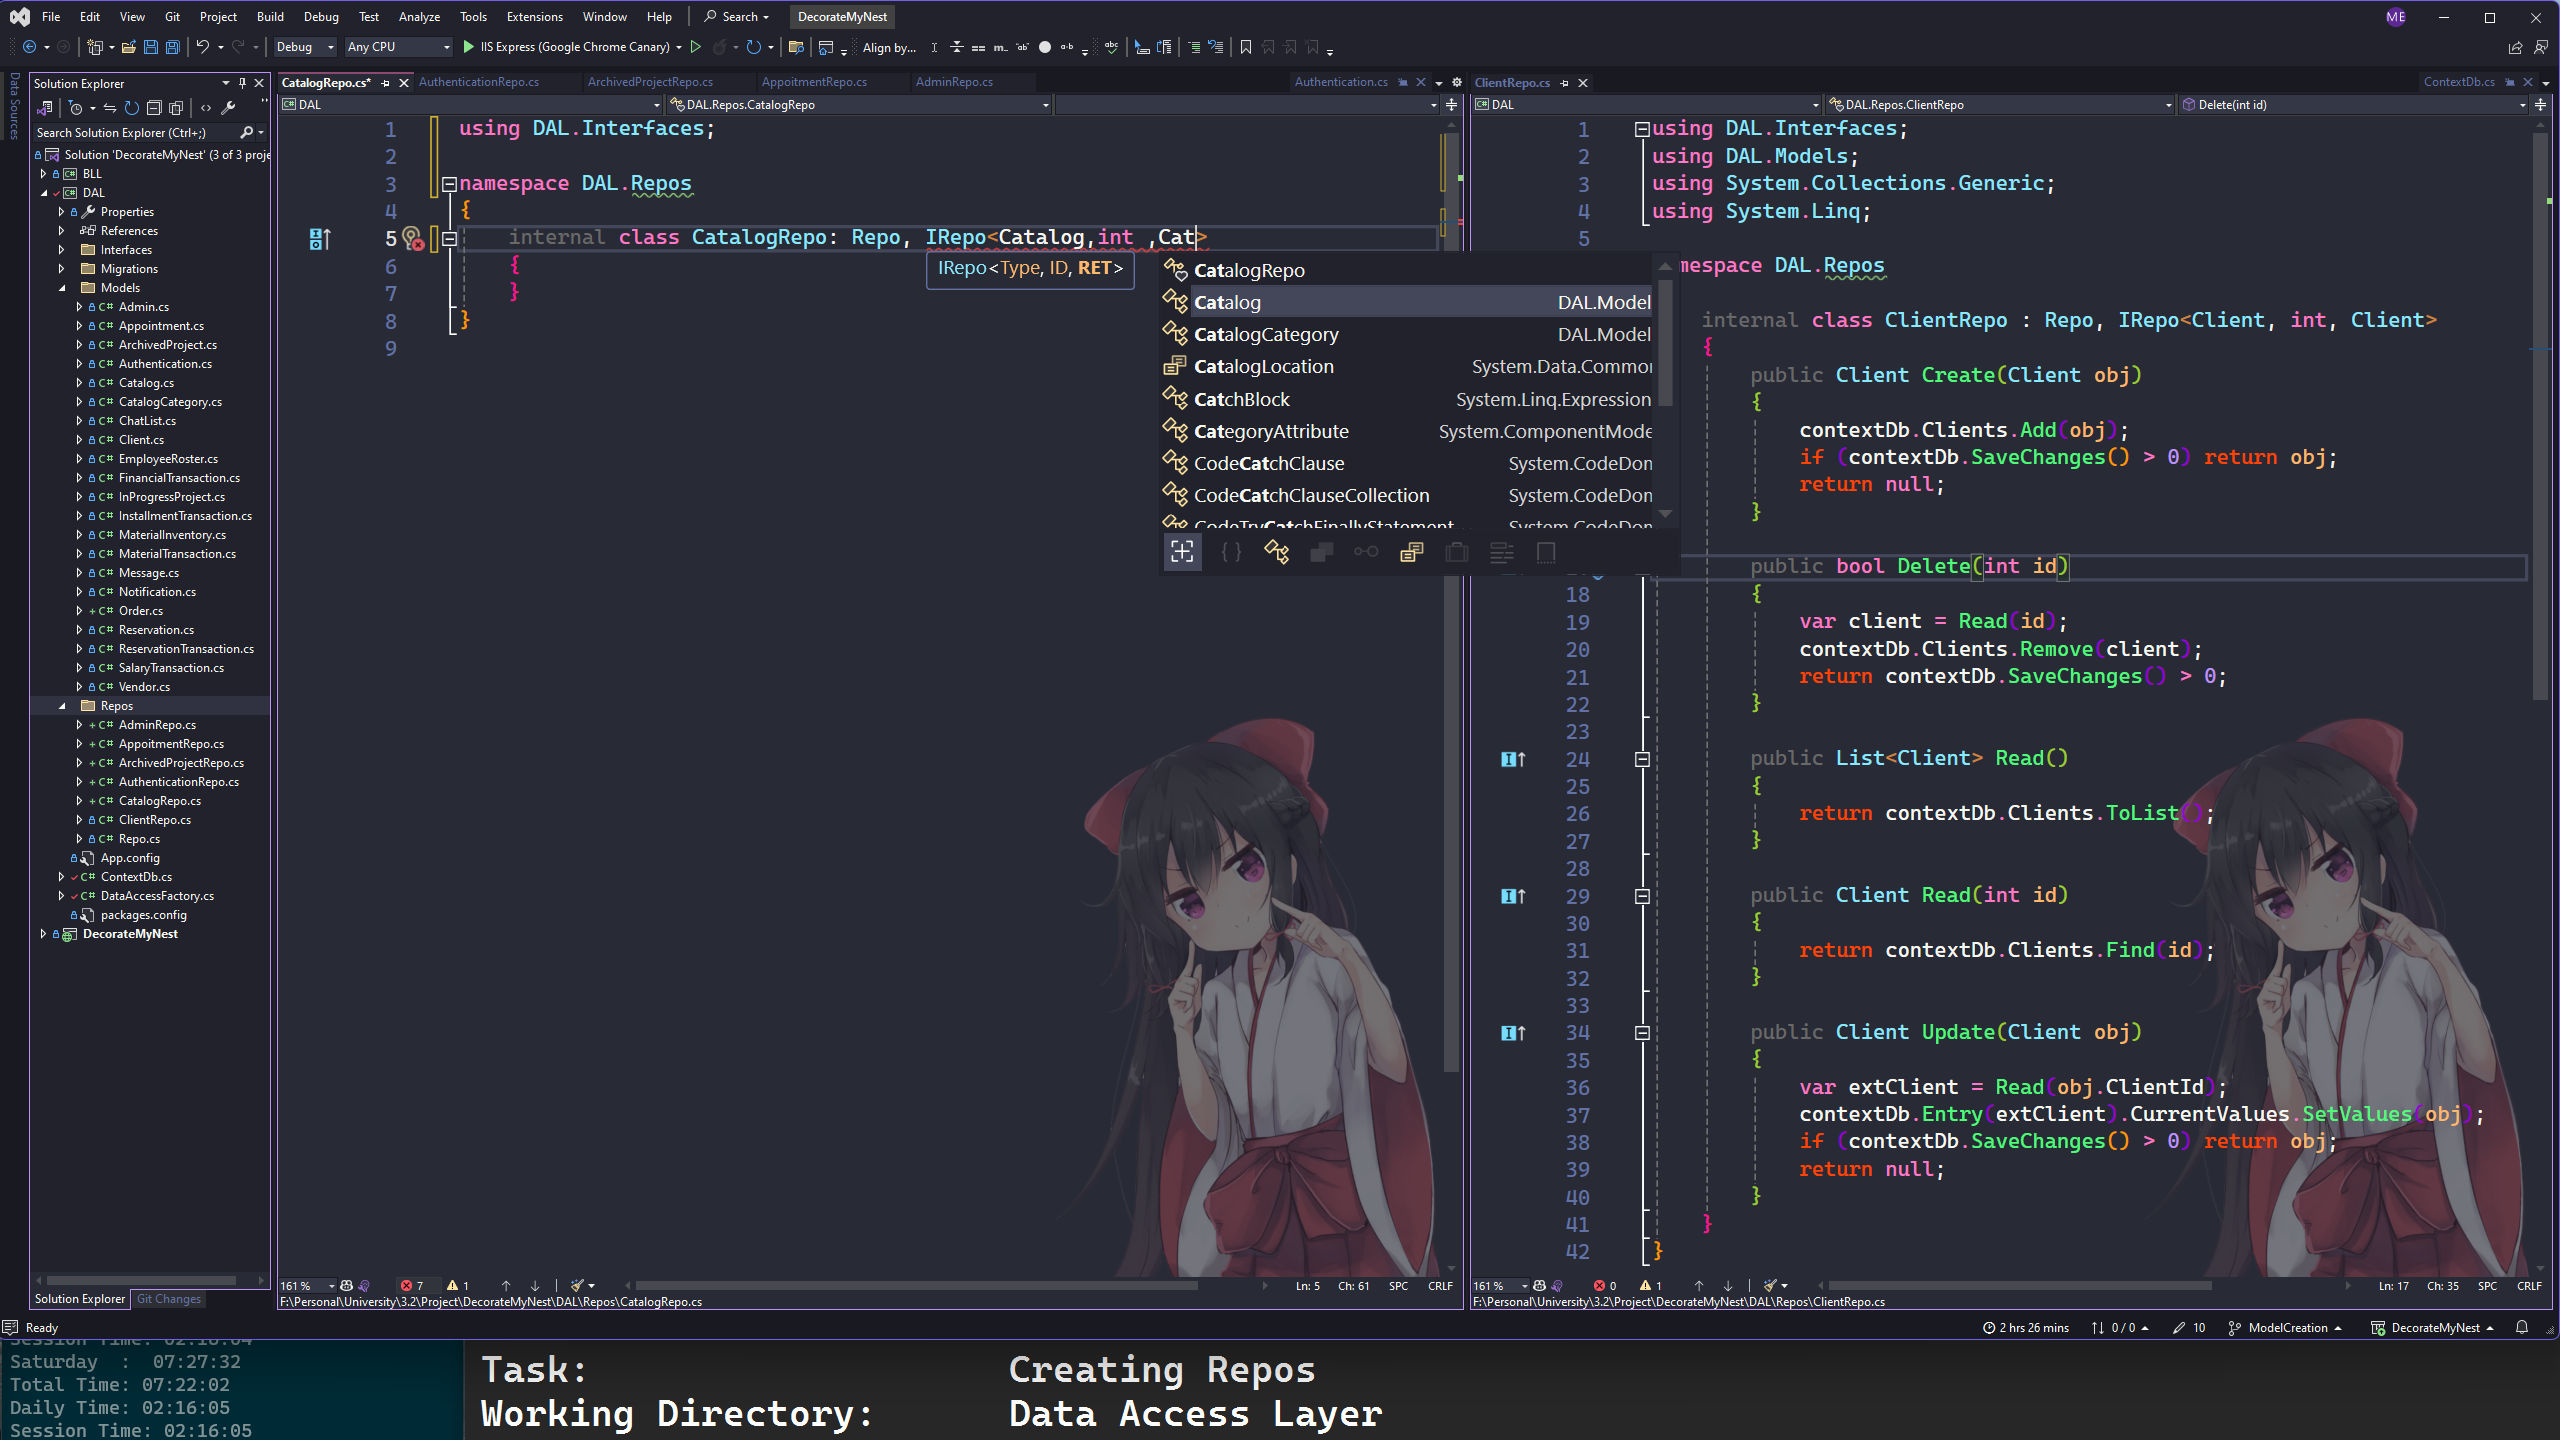 File Edit View Git Project Build Debug Test Analyze Tools Extensions Window Help Search DecorateMyNest ME
Debug Any CPU IIS Express (Google Chrome Canary) Align by...
Data Sources
Solution Explorer
Search Solution Explorer (Ctrl+;)
Solution 'DecorateMyNest' (3 of 3 proje
BLL
DAL
Properties
References
Interfaces
Migrations
Models
Admin.cs
Appointment.cs
ArchivedProject.cs
Authentication.cs
Catalog.cs
CatalogCategory.cs
ChatList.cs
Client.cs
EmployeeRoster.cs
FinancialTransaction.cs
InProgressProject.cs
InstallmentTransaction.cs
MaterialInventory.cs
MaterialTransaction.cs
Message.cs
Notification.cs
Order.cs
Reservation.cs
ReservationTransaction.cs
SalaryTransaction.cs
Vendor.cs
Repos
AdminRepo.cs
AppoitmentRepo.cs
ArchivedProjectRepo.cs
AuthenticationRepo.cs
CatalogRepo.cs
ClientRepo.cs
Repo.cs
App.config
ContextDb.cs
DataAccessFactory.cs
packages.config
DecorateMyNest
Solution Explorer Git Changes
CatalogRepo.cs* AuthenticationRepo.cs ArchivedProjectRepo.cs AppoitmentRepo.cs AdminRepo.cs Authentication.cs
DAL DAL.Repos.CatalogRepo
1 using DAL.Interfaces;
2
3 namespace DAL.Repos
4 {
5 internal class CatalogRepo: Repo, IRepo<Catalog,int ,Cat>
6 {
7 }
8 }
9
IRepo<Type, ID, RET>
CatalogRepo
Catalog DAL.Model
CatalogCategory DAL.Model
CatalogLocation System.Data.Commo
CatchBlock System.Linq.Expression
CategoryAttribute System.ComponentMode
CodeCatchClause System.CodeDon
CodeCatchClauseCollection System.CodeDon
CodeTryCatchFinallyStatement System.CodeDon
161 % 7 1 Ln: 5 Ch: 61 SPC CRLF
F:\Personal\University\3.2\Project\DecorateMyNest\DAL\Repos\CatalogRepo.cs
ClientRepo.cs ContextDb.cs
DAL DAL.Repos.ClientRepo Delete(int id)
1 using DAL.Interfaces;
2 using DAL.Models;
3 using System.Collections.Generic;
4 using System.Linq;
5
mespace DAL.Repos
internal class ClientRepo : Repo, IRepo<Client, int, Client>
{
public Client Create(Client obj)
{
contextDb.Clients.Add(obj);
if (contextDb.SaveChanges() > 0) return obj;
return null;
}
public bool Delete(int id)
18 {
19 var client = Read(id);
20 contextDb.Clients.Remove(client);
21 return contextDb.SaveChanges() > 0;
22 }
23
24 public List<Client> Read()
25 {
26 return contextDb.Clients.ToList();
27 }
28
29 public Client Read(int id)
30 {
31 return contextDb.Clients.Find(id);
32 }
33
34 public Client Update(Client obj)
35 {
36 var extClient = Read(obj.ClientId);
37 contextDb.Entry(extClient).CurrentValues.SetValues(obj);
38 if (contextDb.SaveChanges() > 0) return obj;
39 return null;
40 }
41 }
42 }
161 % 0 1 Ln: 17 Ch: 35 SPC CRLF
F:\Personal\University\3.2\Project\DecorateMyNest\DAL\Repos\ClientRepo.cs
Ready 2 hrs 26 mins 0 / 0 10 ModelCreation DecorateMyNest
Saturday : 07:27:32
Total Time: 07:22:02
Daily Time: 02:16:05
Session Time: 02:16:05
Task: Creating Repos
Working Directory: Data Access Layer